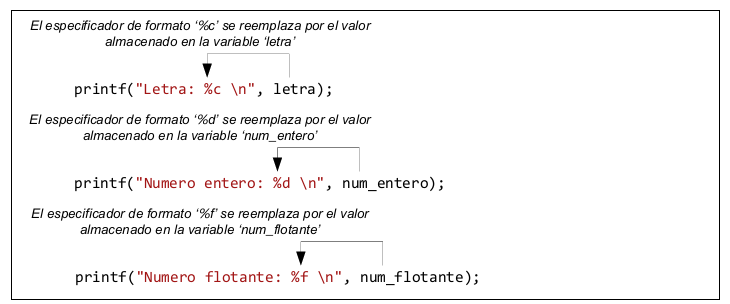 El especificador de formato ‘%c’ se reemplaza por el valor
almacenado en la variable ‘letra’
printf("Letra: %c \n", letra);
El especificador de formato ‘%d’ se reemplaza por el valor
almacenado en la variable ‘num_entero’
printf("Numero entero: %d \n", num_entero);
El especificador de formato ‘%f’ se reemplaza por el valor
almacenado en la variable ‘num_flotante’
printf("Numero flotante: %f \n", num_flotante);